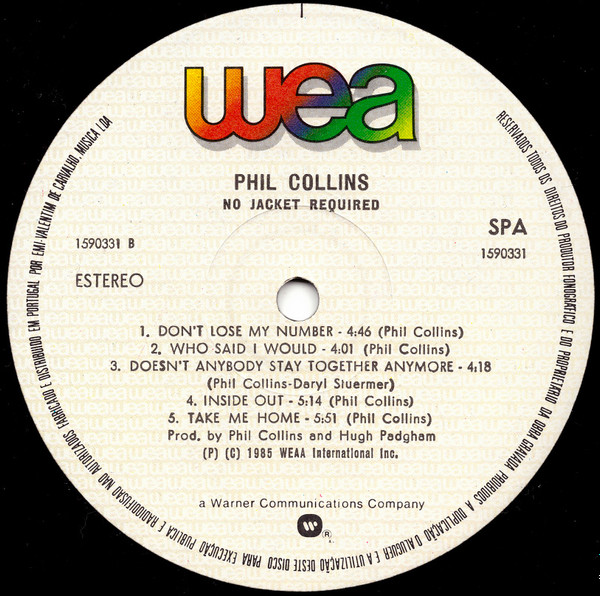 wea
PHIL COLLINS
NO JACKET REQUIRED
SPA
1590331 B
1590331
ESTEREO
1. DON'T LOSE MY NUMBER - 4:46 (Phil Collins)
2. WHO SAID I WOULD - 4:01 (Phil Collins)
3. DOESN'T ANYBODY STAY TOGETHER ANYMORE - 4:18
(Phil Collins-Daryl Sluermer)
4. INSIDE OUT - 5:14 (Phil Collins)
5. TAKE ME HOME - 5:51 (Phil Collins)
Prod. by Phil Collins and Hugh Padgham
(P) (C) 1985 WEAA International Inc.
a Warner Communications Company
W ®
RESERVADOS TODOS OS DIREITOS DO PRODUTOR FONOGRÁFICO E DO PROPRIETÁRIO DA OBRA GRAVADA PROIBIDOS A DUPLICAÇÃO O ALUGUER E A UTILIZAÇÃO DESTE DISCO PARA EXECUÇÃO PUBLICA E RADIODIFUSÃO NÃO AUTORIZADOS FABRICADO E DISTRIBUIDO EM PORTUGAL POR EMI-VALENTIM DE CARVALHO, MUSICA LDA